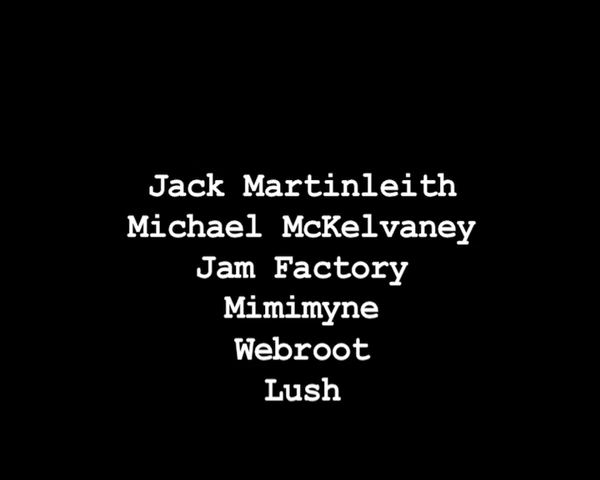 Jack Martinleith
Michael McKelvaney
Jam Factory
Mimimyne
Webroot
Lush